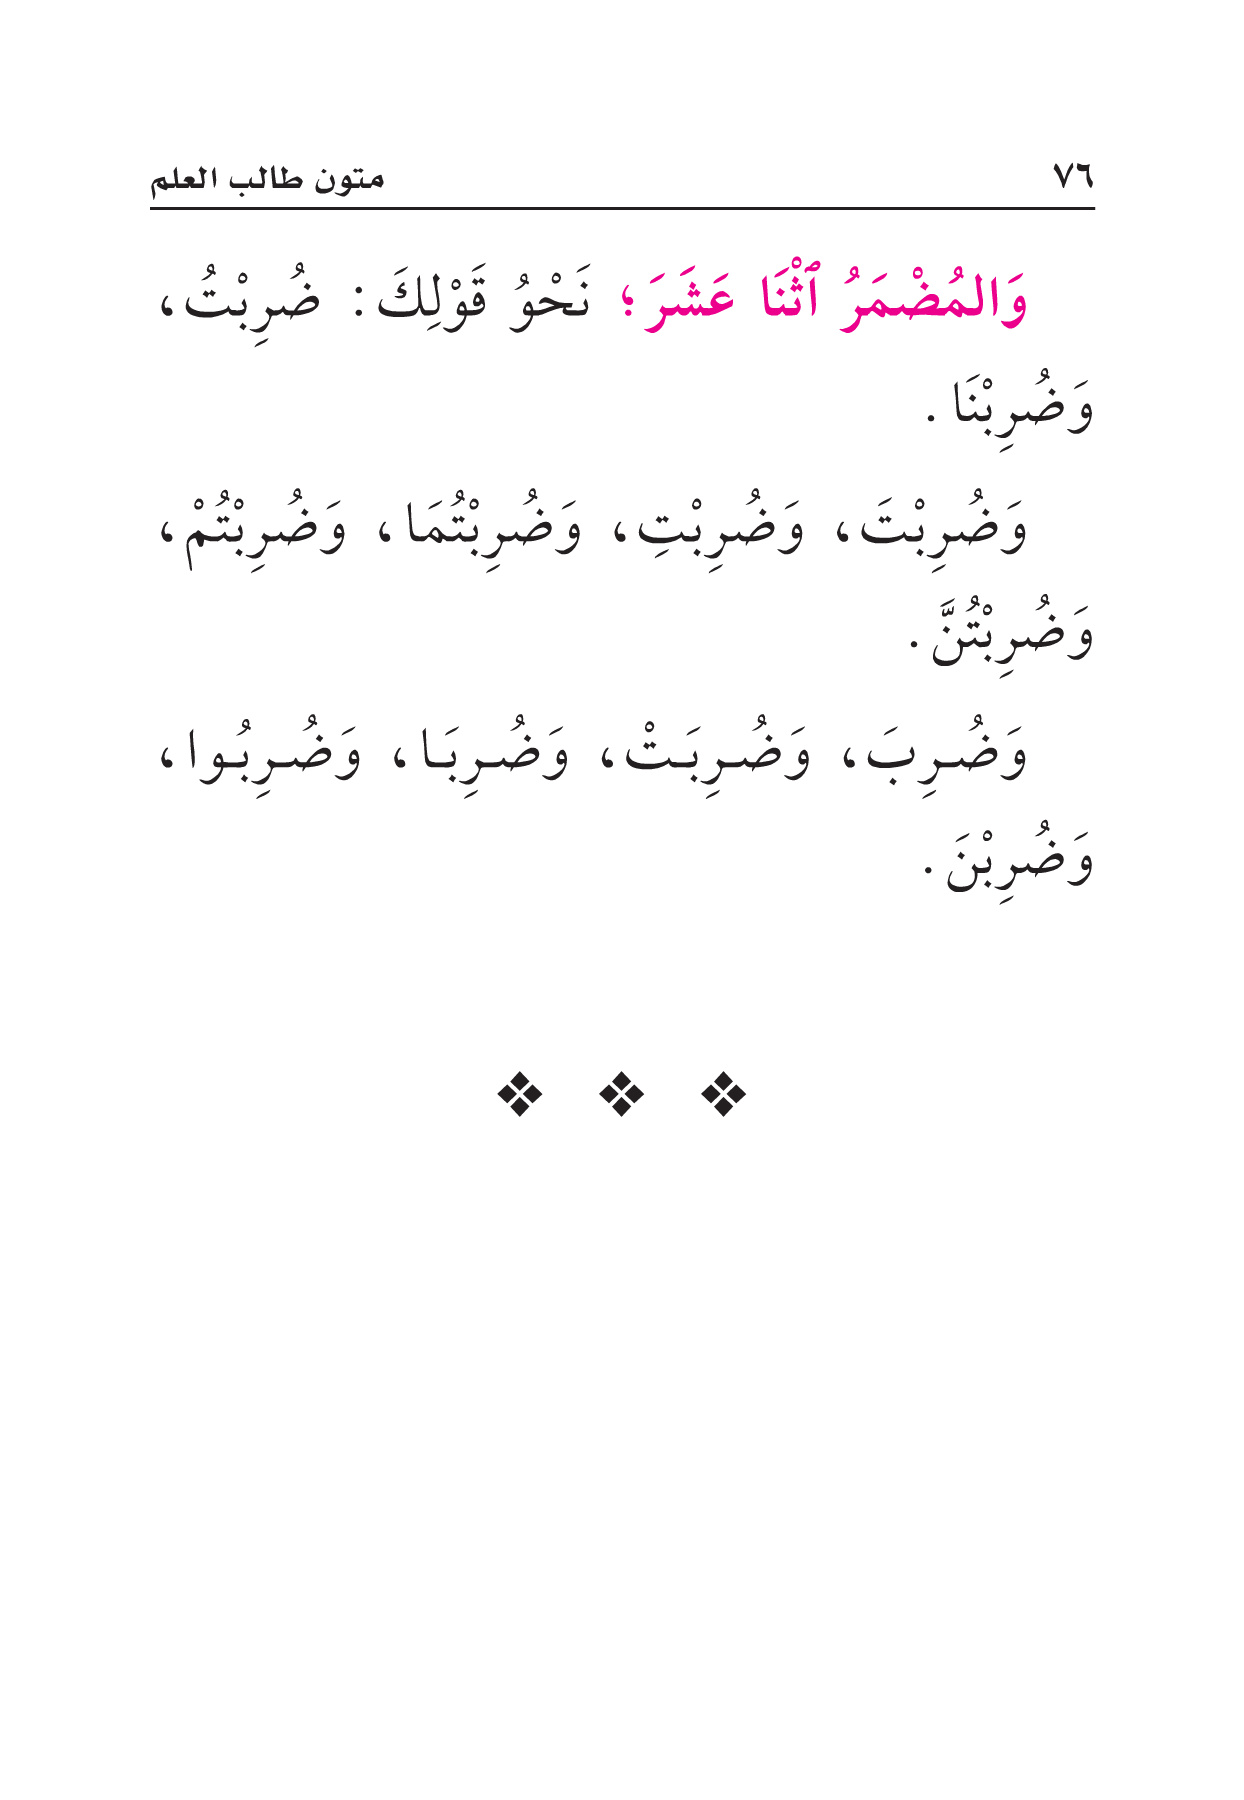 ٧٦ متون طالب العلم
وَالمُضْمَرُ ٱثْنَا عَشَرَ؛ نَحْوُ قَوْلِكَ: ضُرِبْتُ،
وَضُرِبْنَا.
وَضُرِبْتَ، وَضُرِبْتِ، وَضُرِبْتُمَا، وَضُرِبْتُمْ،
وَضُرِبْتُنَّ.
وَضُرِبَ، وَضُرِبَتْ، وَضُرِبَا، وَضُرِبُوا،
وَضُرِبْنَ.